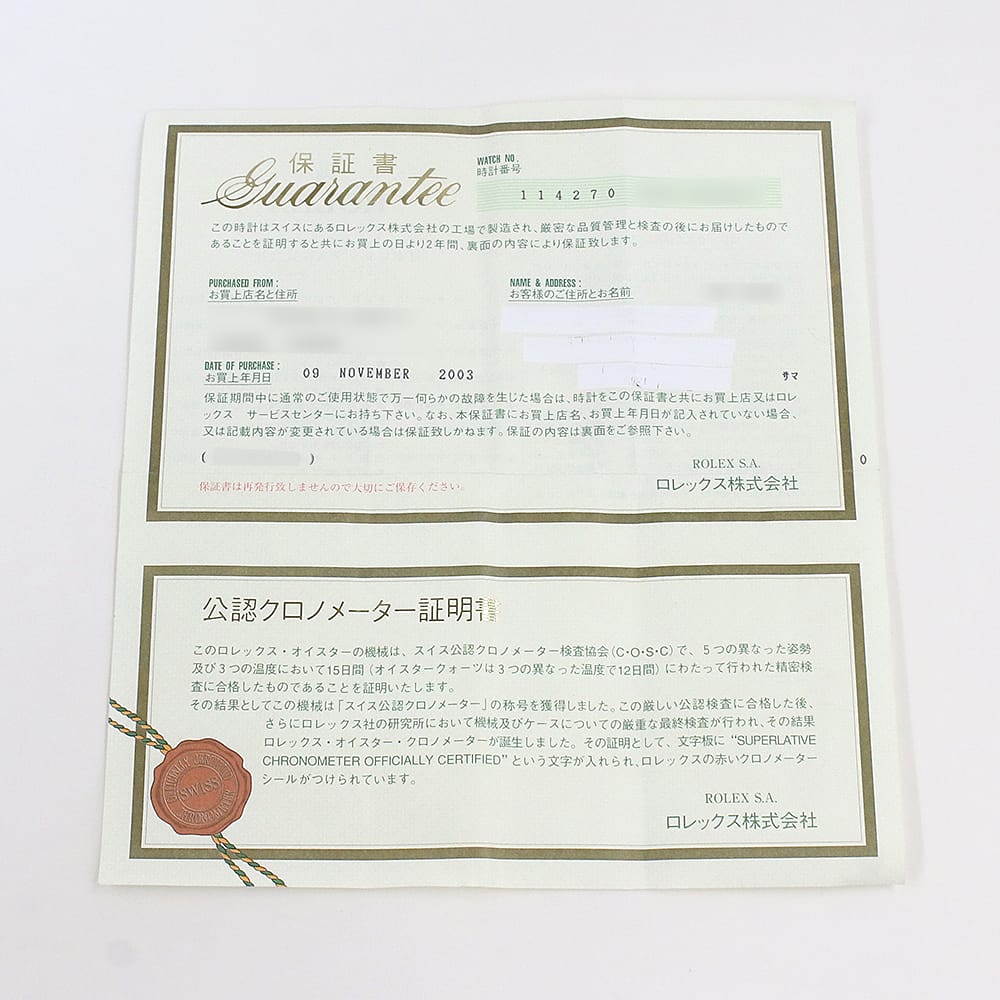 保証書
Guarantee
WATCH NO.
時計番号
114270
この時計はスイスにあるロレックス株式会社の工場で製造され、厳密な品質管理と検査の後にお届けしたもので
あることを証明すると共にお買上の日より2年間、裏面の内容により保証致します。
PURCHASED FROM :
お買上店名と住所
NAME & ADDRESS :
お客様のご住所とお名前
DATE OF PURCHASE :
お買上年月日
09 NOVEMBER 2003
サマ
保証期間中に通常のご使用状態で万一何らかの故障を生じた場合は、時計をこの保証書と共にお買上店又はロレ
ックス サービスセンターにお持ち下さい。なお、本保証書にお買上店名、お買上年月日が記入されていない場合、
又は記載内容が変更されている場合は保証致しかねます。保証の内容は裏面をご参照下さい。
( )
0
ROLEX S.A.
ロレックス株式会社
保証書は再発行致しませんので大切にご保存ください。
公認クロノメーター証明書
このロレックス・オイスターの機械は、スイス公認クロノメーター検査協会(C・O・S・C)で、5つの異なった姿勢
及び3つの温度において15日間(オイスタークォーツは3つの異なった温度で12日間)にわたって行われた精密検
査に合格したものであることを証明いたします。
その結果としてこの機械は「スイス公認クロノメーター」の称号を獲得しました。この厳しい公認検査に合格した後、
さらにロレックス社の研究所において機械及びケースについての厳重な最終検査が行われ、その結果
ロレックス・オイスター・クロノメーターが誕生しました。その証明として、文字板に “SUPERLATIVE
CHRONOMETER OFFICIALLY CERTIFIED” という文字が入れられ、ロレックスの赤いクロノメーター
シールがつけられています。
OFFICIALLY CERTIFIED
SWISS
CHRONOMETER
ROLEX S.A.
ロレックス株式会社